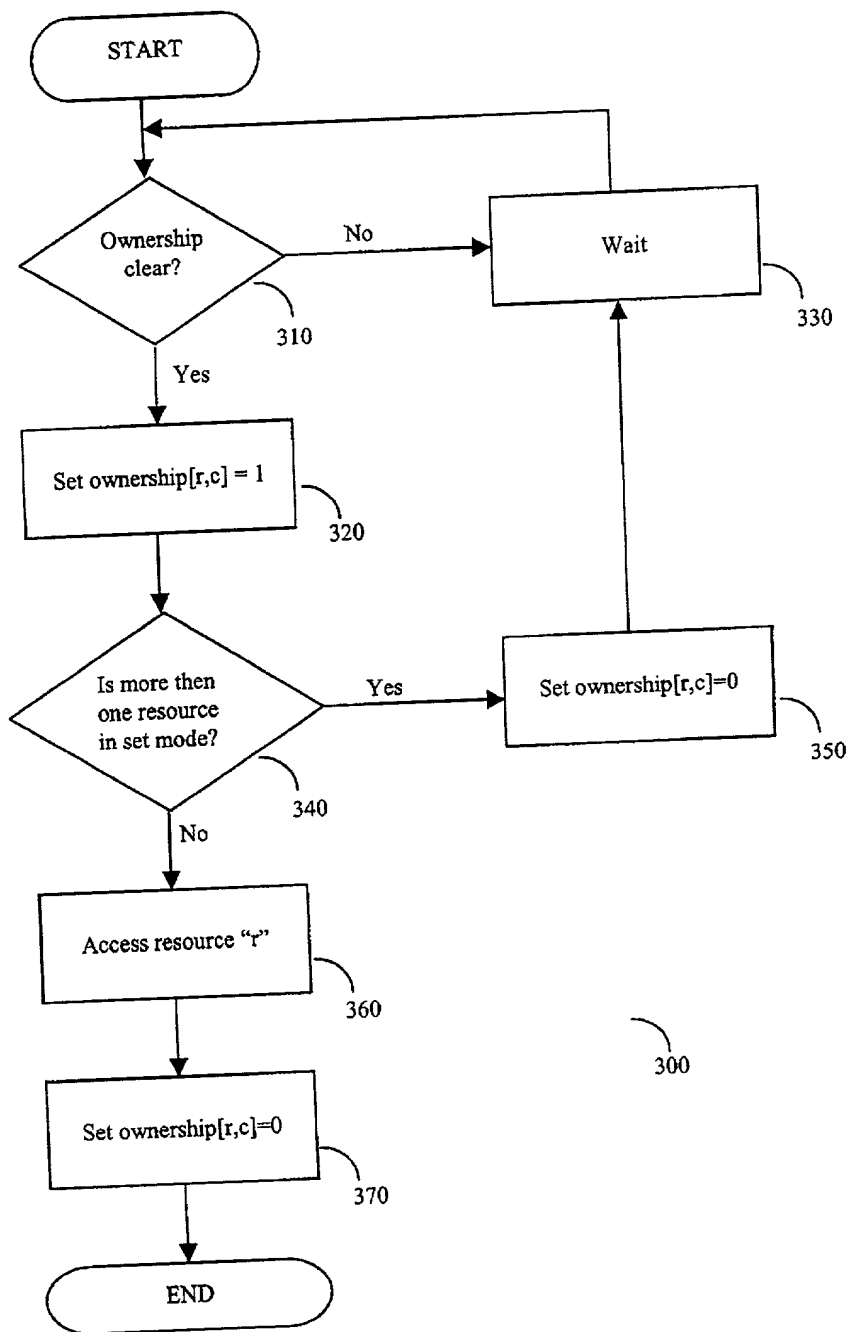 START
Ownership
clear?
310
No
Wait
330
Yes
Set ownership[r,c] = 1
320
Is more then
one resource
in set mode?
340
Yes
Set ownership[r,c]=0
350
No
Access resource “r”
360
300
Set ownership[r,c]=0
370
END